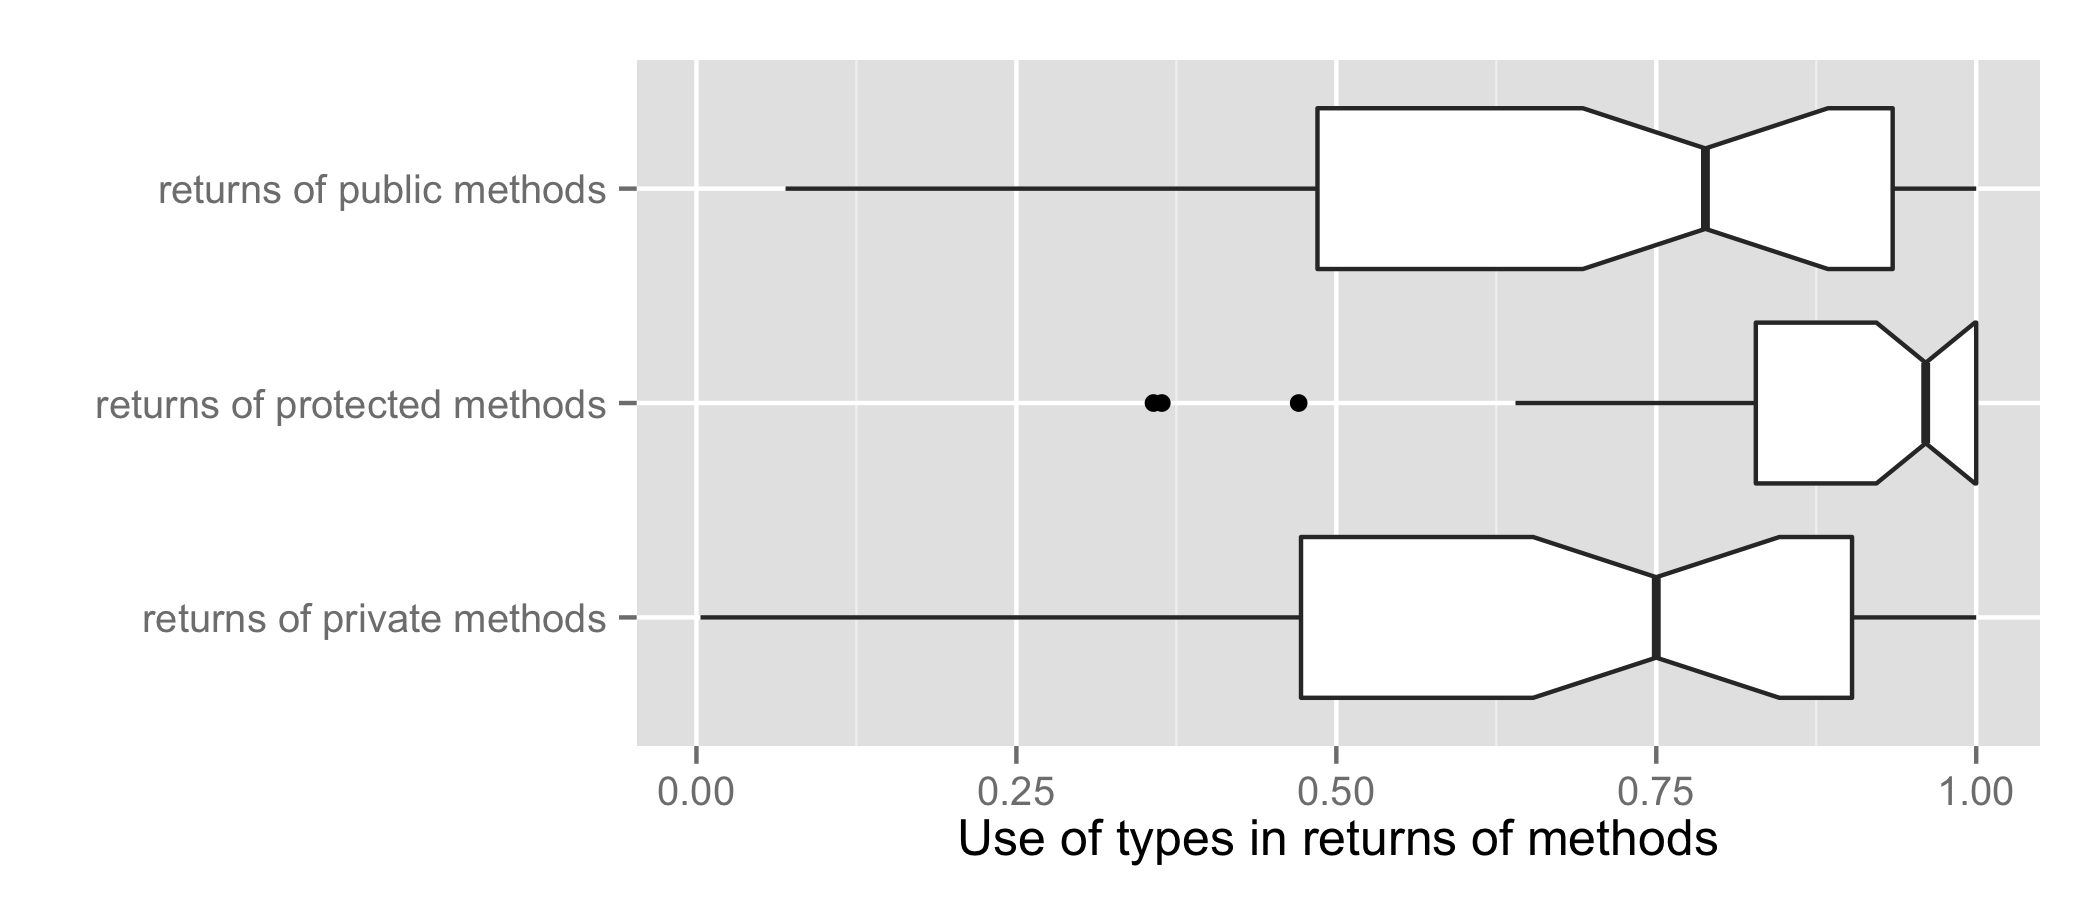 returns of public methods
returns of protected methods
returns of private methods
0.00 0.25 0.50 0.75 1.00
Use of types in returns of methods